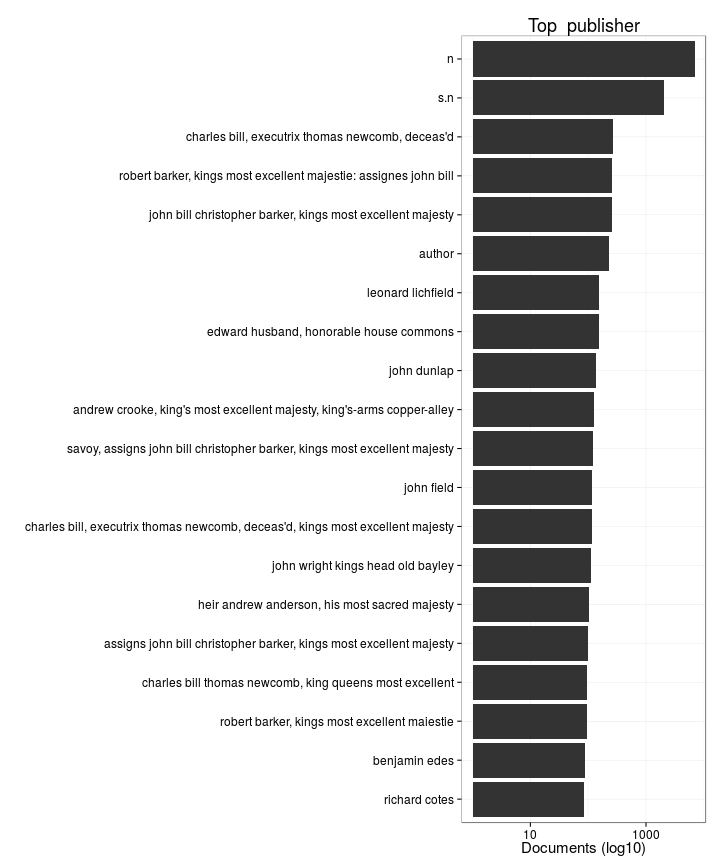 Top publisher
n
s.n
charles bill, executrix thomas newcomb, deceas'd
robert barker, kings most excellent majestie: assignes john bill
john bill christopher barker, kings most excellent majesty
author
leonard lichfield
edward husband, honorable house commons
john dunlap
andrew crooke, king's most excellent majesty, king's-arms copper-alley
savoy, assigns john bill christopher barker, kings most excellent majesty
john field
charles bill, executrix thomas newcomb, deceas'd, kings most excellent majesty
john wright kings head old bayley
heir andrew anderson, his most sacred majesty
assigns john bill christopher barker, kings most excellent majesty
charles bill thomas newcomb, king queens most excellent
robert barker, kings most excellent maiestie
benjamin edes
richard cotes
10 1000
Documents (log10)